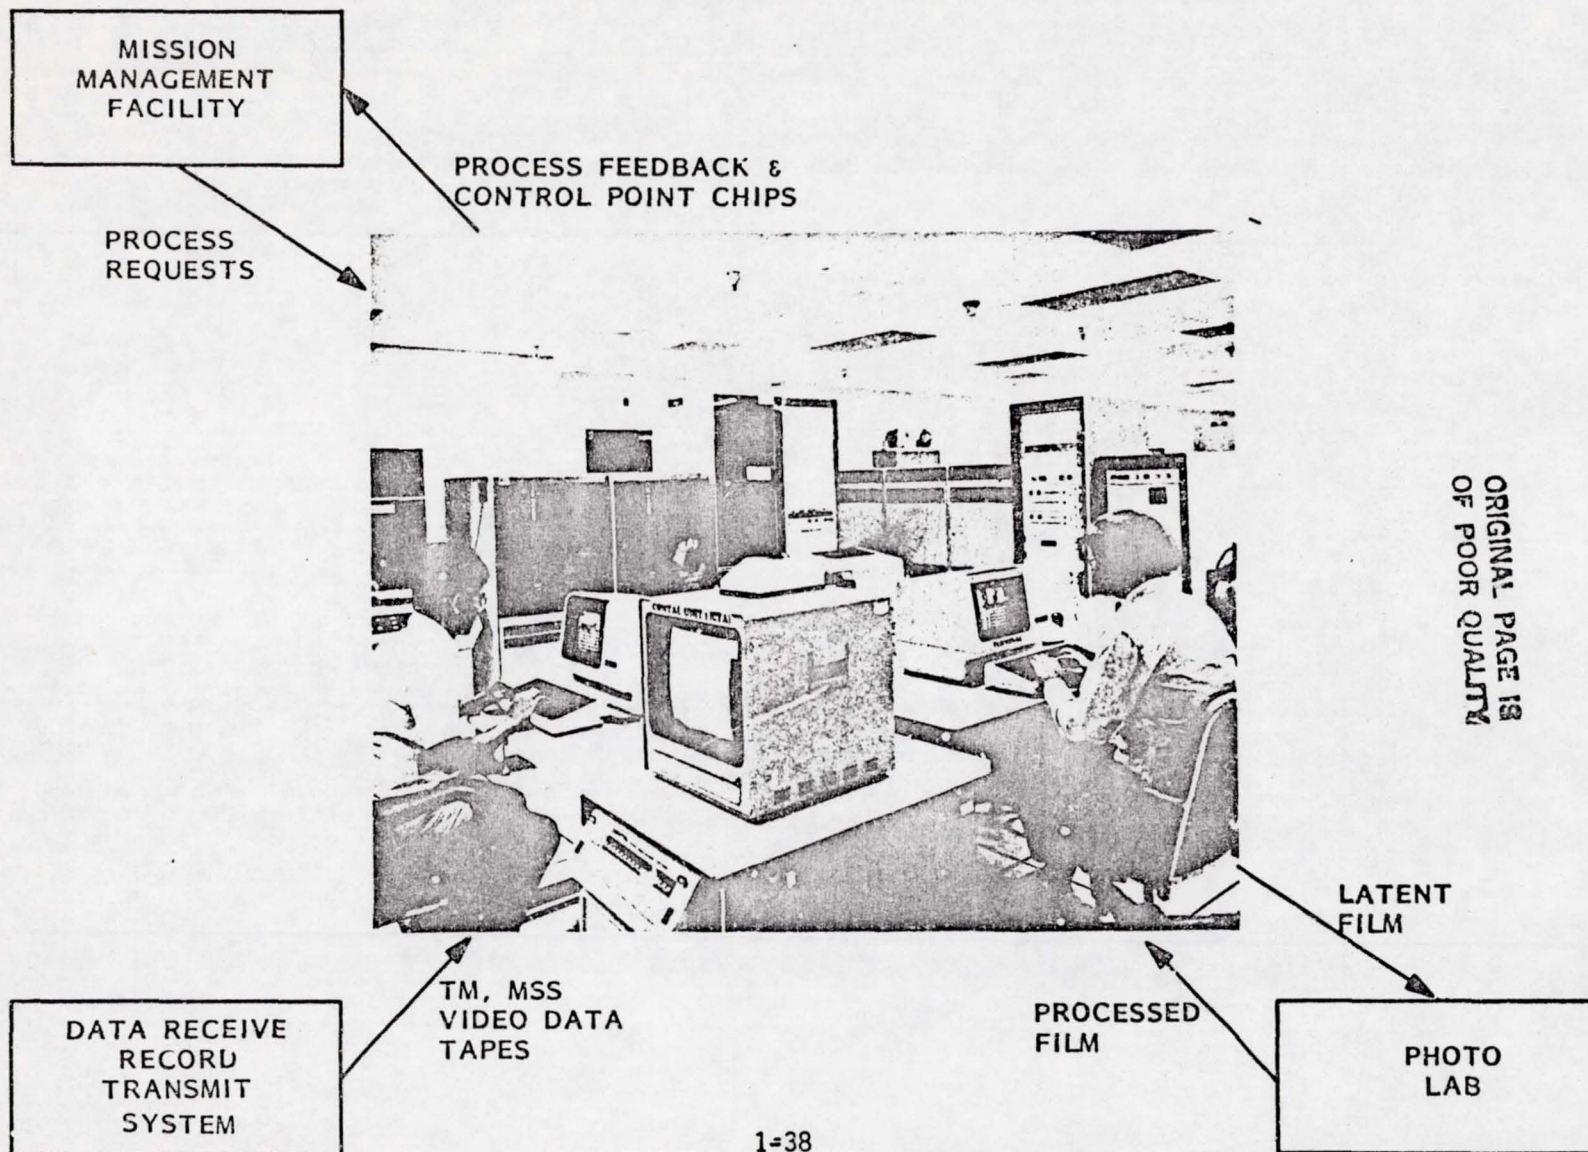 MISSION
MANAGEMENT
FACILITY
PROCESS FEEDBACK &
CONTROL POINT CHIPS
PROCESS
REQUESTS
ORIGINAL PAGE IS
OF POOR QUALITY
LATENT
FILM
TM, MSS
VIDEO DATA
TAPES
PROCESSED
FILM
DATA RECEIVE
RECORD
TRANSMIT
SYSTEM
PHOTO
LAB
1=38